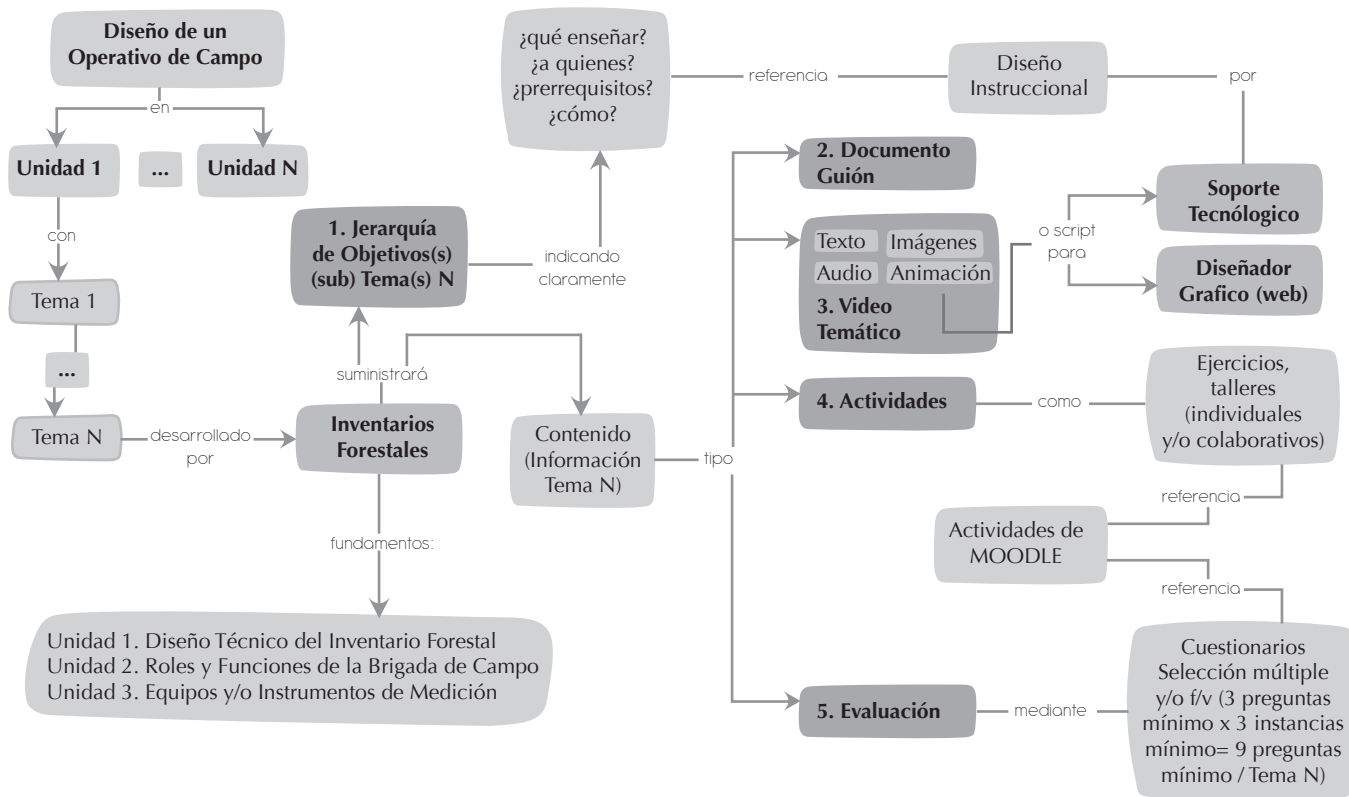 Diseño de un
Operativo de Campo
en
Unidad 1
...
Unidad N
con
Tema 1
...
Tema N
desarrollado
por
Inventarios
Forestales
suministrará
1. Jerarquía
de Objetivos(s)
(sub) Tema(s) N
indicando
claramente
¿qué enseñar?
¿a quienes?
¿prerrequisitos?
¿cómo?
referencia
Diseño
Instruccional
por
Soporte
Tecnólogico
Diseñador
Grafico (web)
o script
para
Contenido
(Información
Tema N)
tipo
2. Documento
Guión
Texto
Imágenes
Audio
Animación
3. Video
Temático
4. Actividades
como
Ejercicios,
talleres
(individuales
y/o colaborativos)
referencia
Actividades de
MOODLE
referencia
5. Evaluación
mediante
Cuestionarios
Selección múltiple
y/o f/v (3 preguntas
mínimo x 3 instancias
mínimo= 9 preguntas
mínimo / Tema N)
fundamentos:
Unidad 1. Diseño Técnico del Inventario Forestal
Unidad 2. Roles y Funciones de la Brigada de Campo
Unidad 3. Equipos y/o Instrumentos de Medición